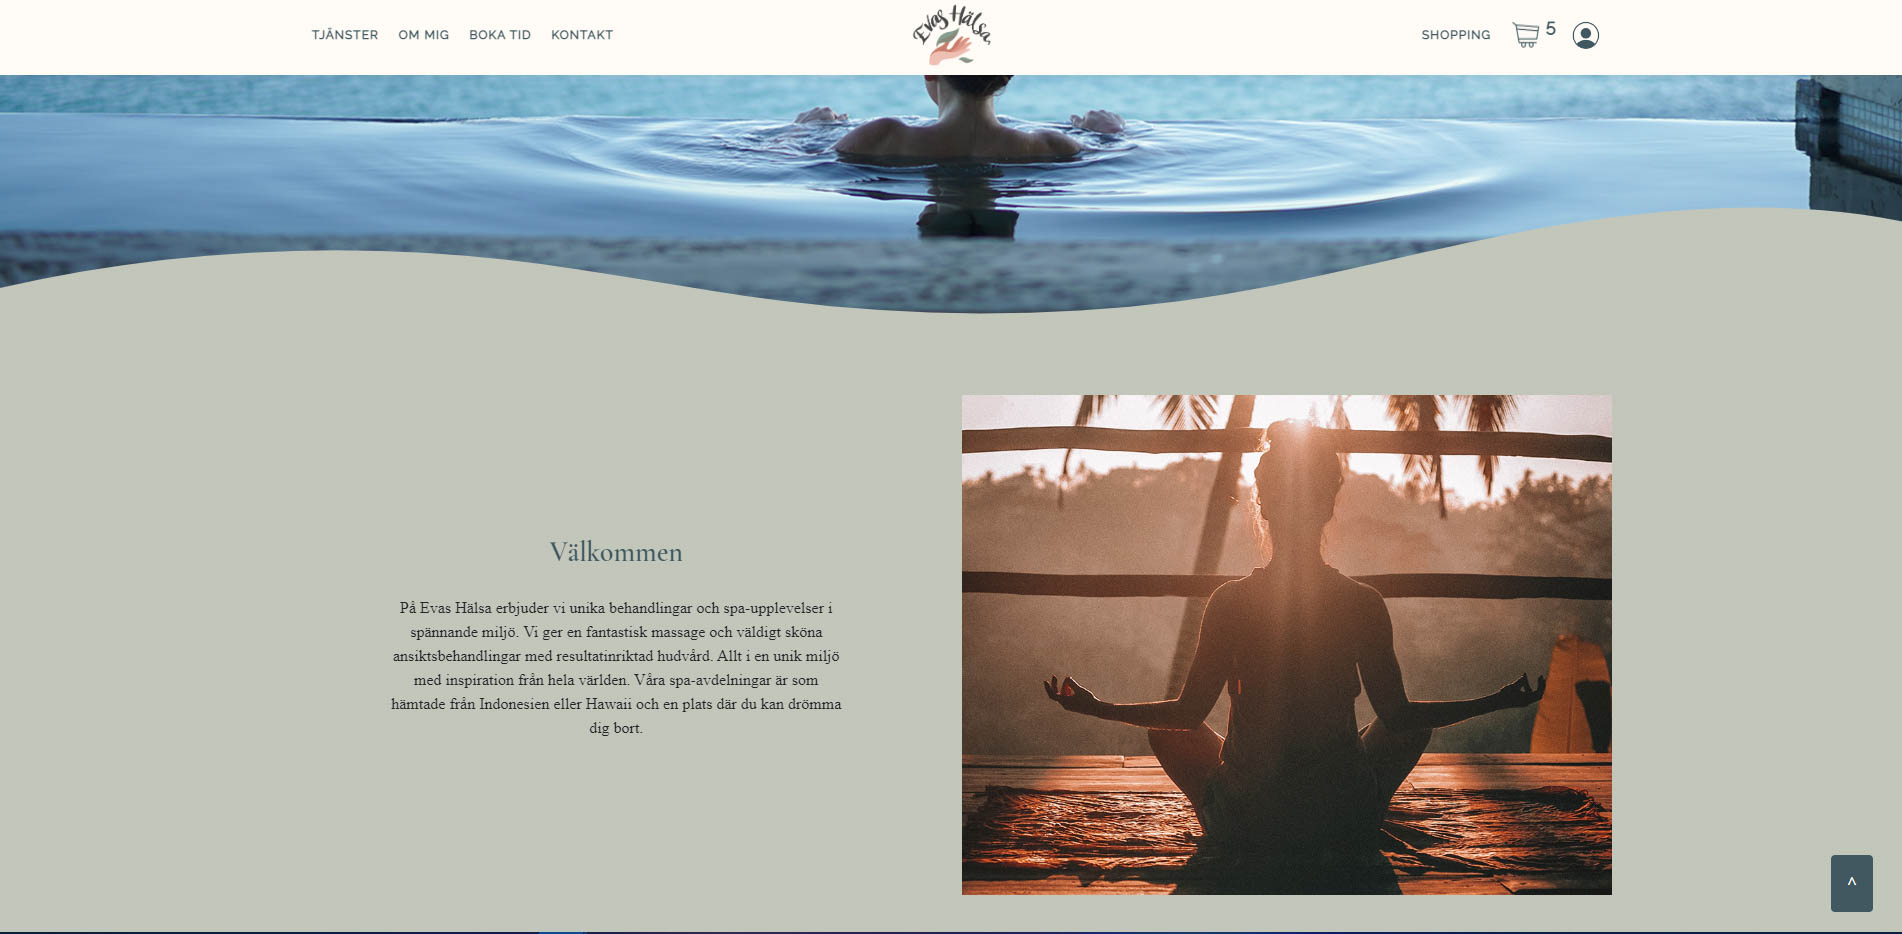 TJÄNSTER OM MIG BOKA TID KONTAKT
Evas Hälsa
SHOPPING 5
Välkommen
På Evas Hälsa erbjuder vi unika behandlingar och spa-upplevelser i
spännande miljö. Vi ger en fantastisk massage och väldigt sköna
ansiktsbehandlingar med resultatinriktad hudvård. Allt i en unik miljö
med inspiration från hela världen. Våra spa-avdelningar är som
hämtade från Indonesien eller Hawaii och en plats där du kan drömma
dig bort.
^